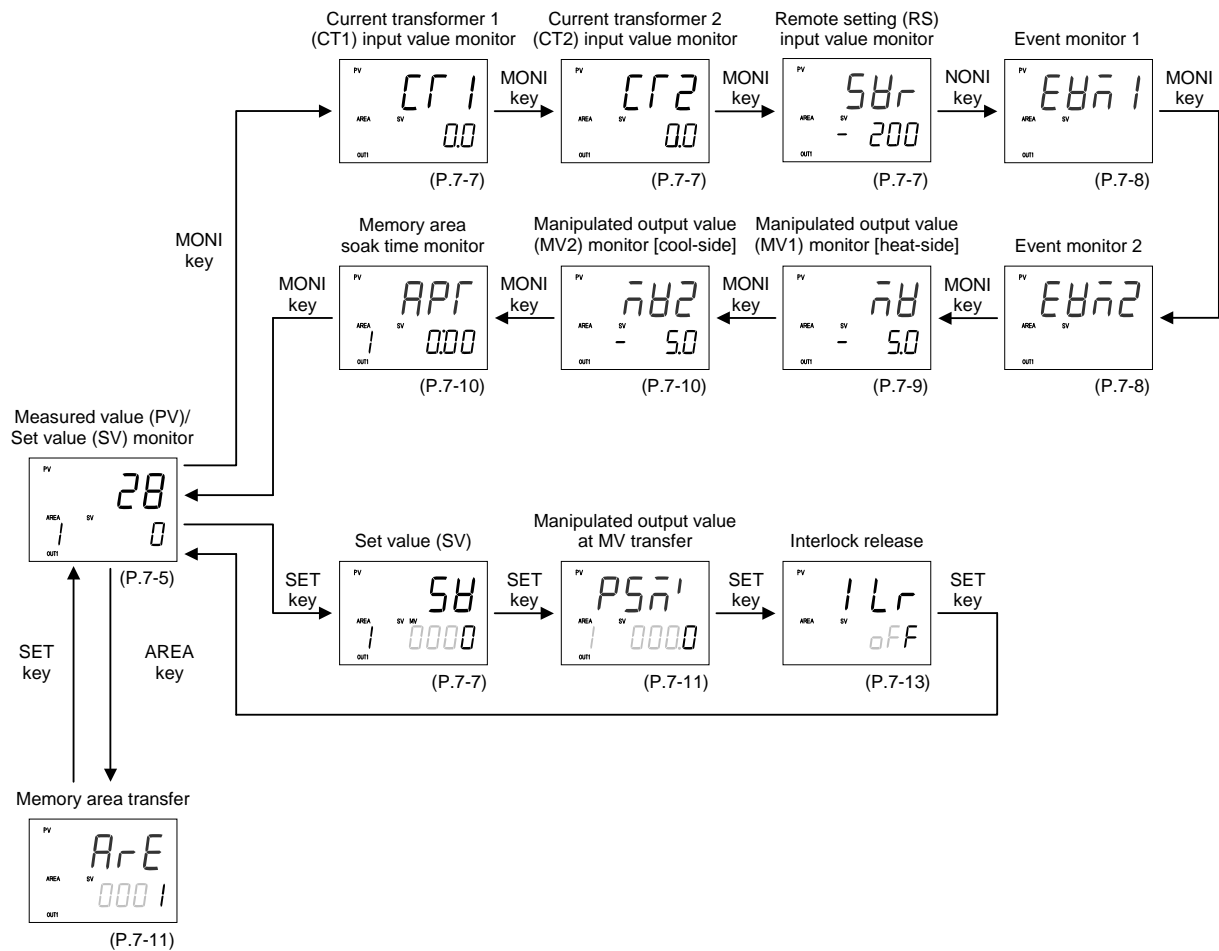 Current transformer 1
(CT1) input value monitor
PV
CT1
AREA SV
0.0
OUT1
(P.7-7)
MONI
key
Current transformer 2
(CT2) input value monitor
PV
CT2
AREA SV
0.0
OUT1
(P.7-7)
MONI
key
Remote setting (RS)
input value monitor
PV
SVr
AREA SV
- 200
OUT1
(P.7-7)
NONI
key
Event monitor 1
PV
EVM1
AREA SV
OUT1
(P.7-8)
MONI
key
MONI
key
Memory area
soak time monitor
PV
APT
AREA SV
1 0:00
OUT1
(P.7-10)
MONI
key
Manipulated output value
(MV2) monitor [cool-side]
PV
MV2
AREA SV
- 5.0
OUT1
(P.7-10)
MONI
key
Manipulated output value
(MV1) monitor [heat-side]
PV
MV
AREA SV
- 5.0
OUT1
(P.7-9)
MONI
key
Event monitor 2
PV
EVM2
AREA SV
OUT1
(P.7-8)
MONI
key
Measured value (PV)/
Set value (SV) monitor
PV
28
AREA SV
1 0
OUT1
(P.7-5)
SET
key
Set value (SV)
PV
SV
AREA SV MV
1 0000
OUT1
(P.7-7)
SET
key
Manipulated output value
at MV transfer
PV
PSM'
AREA SV
1 000.0
OUT1
(P.7-11)
SET
key
Interlock release
PV
ILr
AREA SV
oFF
(P.7-13)
SET
key
SET
key
AREA
key
Memory area transfer
PV
ArE
AREA SV
0001
OUT1
(P.7-11)